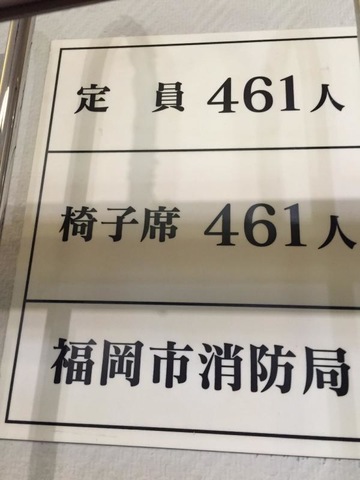 定 員 461人
椅子席 461人
福岡市消防局